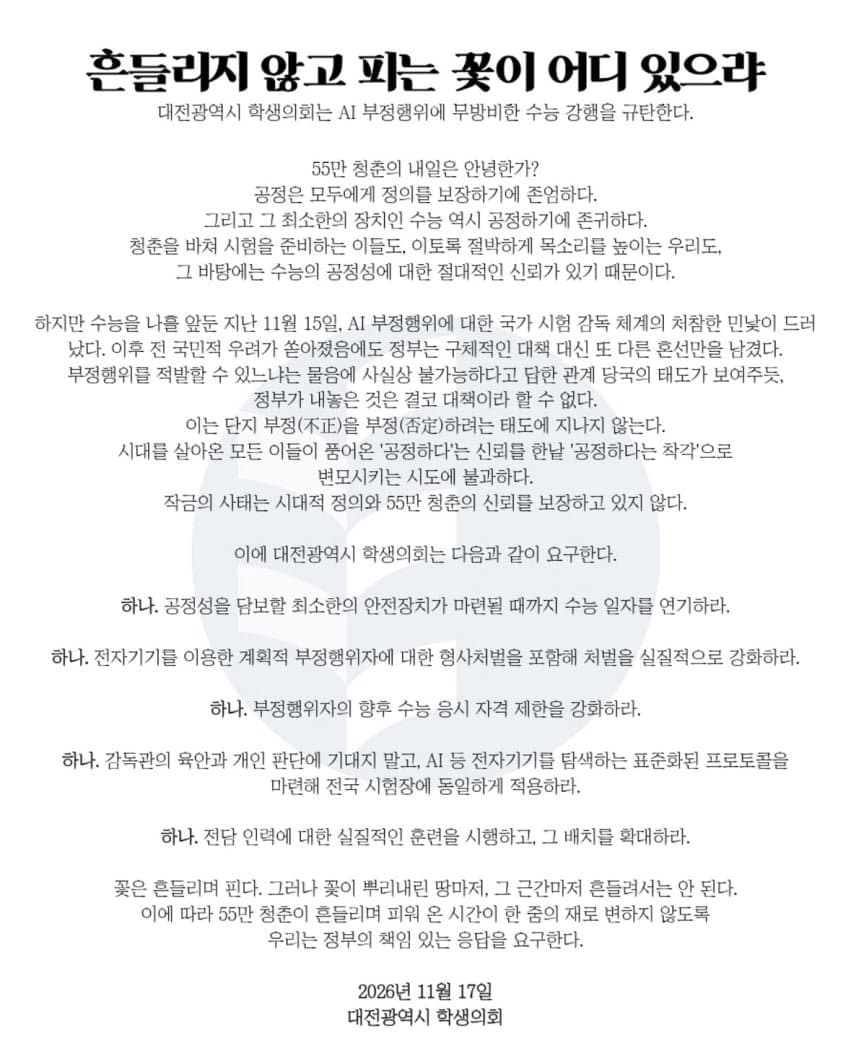 흔들리지 않고 피는 꽃이 어디 있으랴
대전광역시 학생의회는 AI 부정행위에 무방비한 수능 강행을 규탄한다.
55만 청춘의 내일은 안녕한가?
공정은 모두에게 정의를 보장하기에 존엄하다.
그리고 그 최소한의 장치인 수능 역시 공정하기에 존귀하다.
청춘을 바쳐 시험을 준비하는 이들도, 이토록 절박하게 목소리를 높이는 우리도,
그 바탕에는 수능의 공정성에 대한 절대적인 신뢰가 있기 때문이다.
하지만 수능을 나흘 앞둔 지난 11월 15일, AI 부정행위에 대한 국가 시험 감독 체계의 처참한 민낯이 드러
났다. 이후 전 국민적 우려가 쏟아졌음에도 정부는 구체적인 대책 대신 또 다른 혼선만을 남겼다.
부정행위를 적발할 수 있느냐는 물음에 사실상 불가능하다고 답한 관계 당국의 태도가 보여주듯,
정부가 내놓은 것은 결코 대책이라 할 수 없다.
이는 단지 부정(不正)을 부정(否定)하려는 태도에 지나지 않는다.
시대를 살아온 모든 이들이 품어온 '공정하다'는 신뢰를 한낱 '공정하다는 착각'으로
변모시키는 시도에 불과하다.
작금의 사태는 시대적 정의와 55만 청춘의 신뢰를 보장하고 있지 않다.
이에 대전광역시 학생의회는 다음과 같이 요구한다.
하나. 공정성을 담보할 최소한의 안전장치가 마련될 때까지 수능 일자를 연기하라.
하나. 전자기기를 이용한 계획적 부정행위자에 대한 형사처벌을 포함해 처벌을 실질적으로 강화하라.
하나. 부정행위자의 향후 수능 응시 자격 제한을 강화하라.
하나. 감독관의 육안과 개인 판단에 기대지 말고, AI 등 전자기기를 탐색하는 표준화된 프로토콜을
마련해 전국 시험장에 동일하게 적용하라.
하나. 전담 인력에 대한 실질적인 훈련을 시행하고, 그 배치를 확대하라.
꽃은 흔들리며 핀다. 그러나 꽃이 뿌리내린 땅마저, 그 근간마저 흔들려서는 안 된다.
이에 따라 55만 청춘이 흔들리며 피워 온 시간이 한 줌의 재로 변하지 않도록
우리는 정부의 책임 있는 응답을 요구한다.
2026년 11월 17일
대전광역시 학생의회